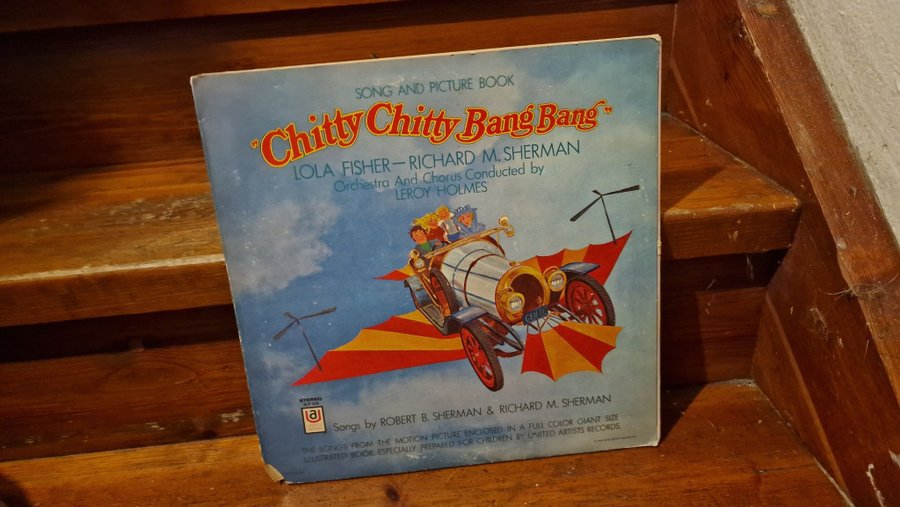 SONG AND PICTURE BOOK
"Chitty Chitty Bang Bang"
LOLA FISHER—RICHARD M. SHERMAN
Orchestra And Chorus Conducted by
LEROY HOLMES
STEREO
UA
Songs by ROBERT B. SHERMAN & RICHARD M. SHERMAN
THE SONGS FROM THE MOTION PICTURE ENCLOSED IN A FULL COLOR GIANT SIZE
ILLUSTRATED BOOK ESPECIALLY PREPARED FOR CHILDREN BY UNITED ARTISTS RECORDS.